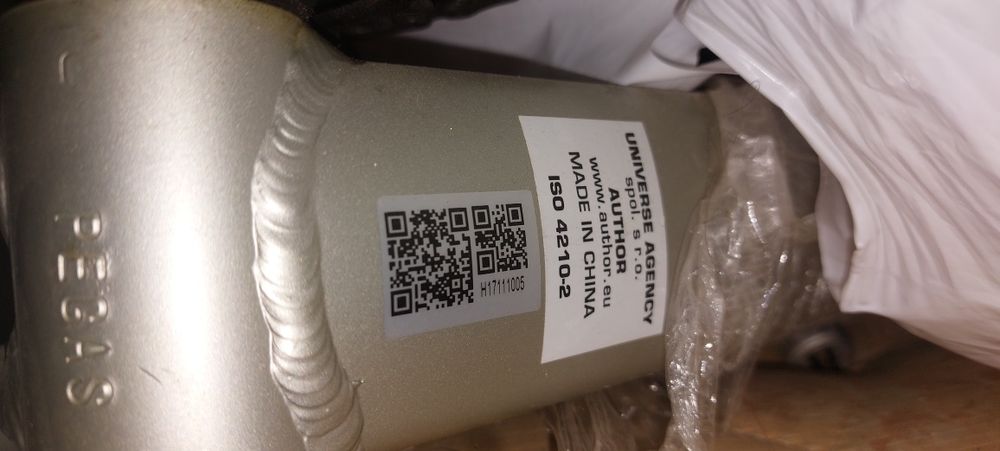 UNIVERSE AGENCY
spol. s r.o.
AUTHOR
www.author.eu
MADE IN CHINA
ISO 4210-2
H17111005
PEGAS